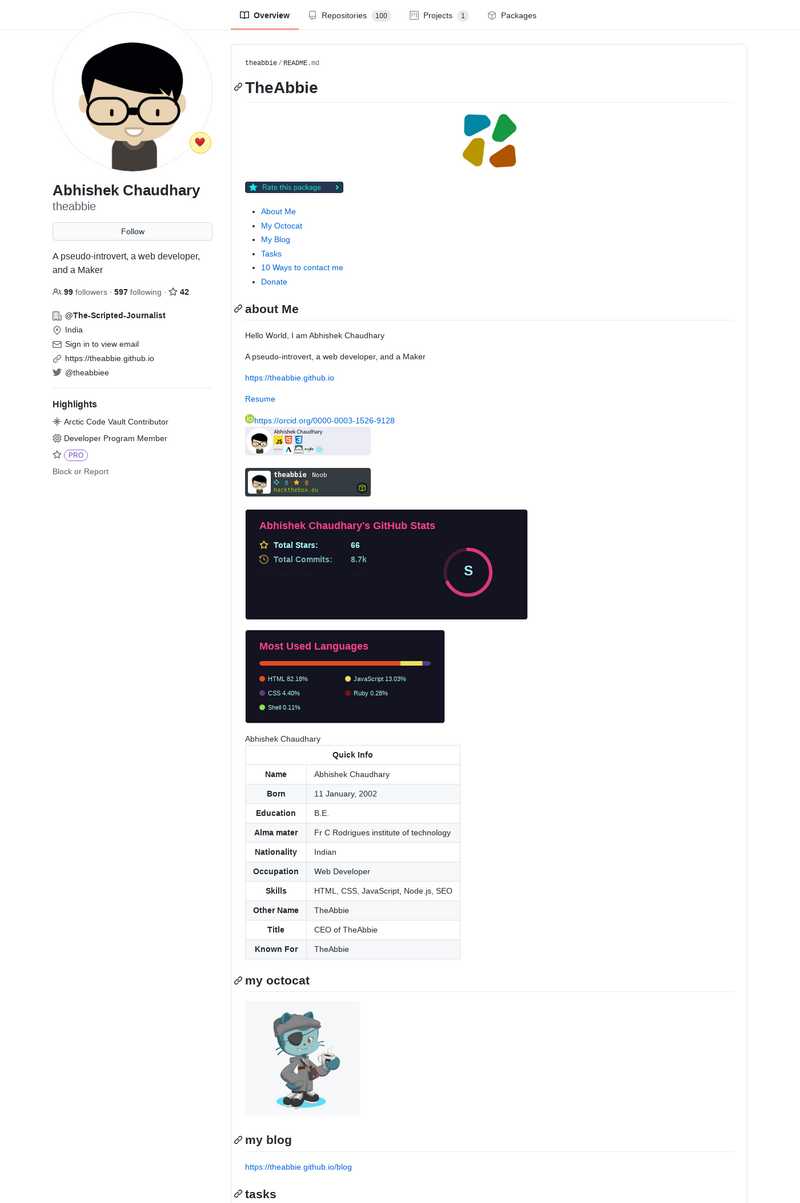 Overview
Repositories 100
Projects 1
Packages
Abhishek Chaudhary
theabbie
Follow
A pseudo-introvert, a web developer,
and a Maker
99 followers · 597 following · 42
@The-Scripted-Journalist
India
Sign in to view email
https://theabbie.github.io
@theabbiee
Highlights
Arctic Code Vault Contributor
Developer Program Member
PRO
Block or Report
theabbie / README.md
TheAbbie
Rate this package
About Me
My Octocat
My Blog
Tasks
10 Ways to contact me
Donate
about Me
Hello World, I am Abhishek Chaudhary
A pseudo-introvert, a web developer, and a Maker
https://theabbie.github.io
Resume
iD https://orcid.org/0000-0003-1526-9128
Abhishek Chaudhary
theabbie Noob
0 0
hackthebox.eu
Abhishek Chaudhary's GitHub Stats
Total Stars: 66
Total Commits: 8.7k
S
Most Used Languages
HTML 82.18% JavaScript 13.03%
CSS 4.40% Ruby 0.28%
Shell 0.11%
Abhishek Chaudhary
Quick Info
Name Abhishek Chaudhary
Born 11 January, 2002
Education B.E.
Alma mater Fr C Rodrigues institute of technology
Nationality Indian
Occupation Web Developer
Skills HTML, CSS, JavaScript, Node.js, SEO
Other Name TheAbbie
Title CEO of TheAbbie
Known For TheAbbie
my octocat
my blog
https://theabbie.github.io/blog
tasks